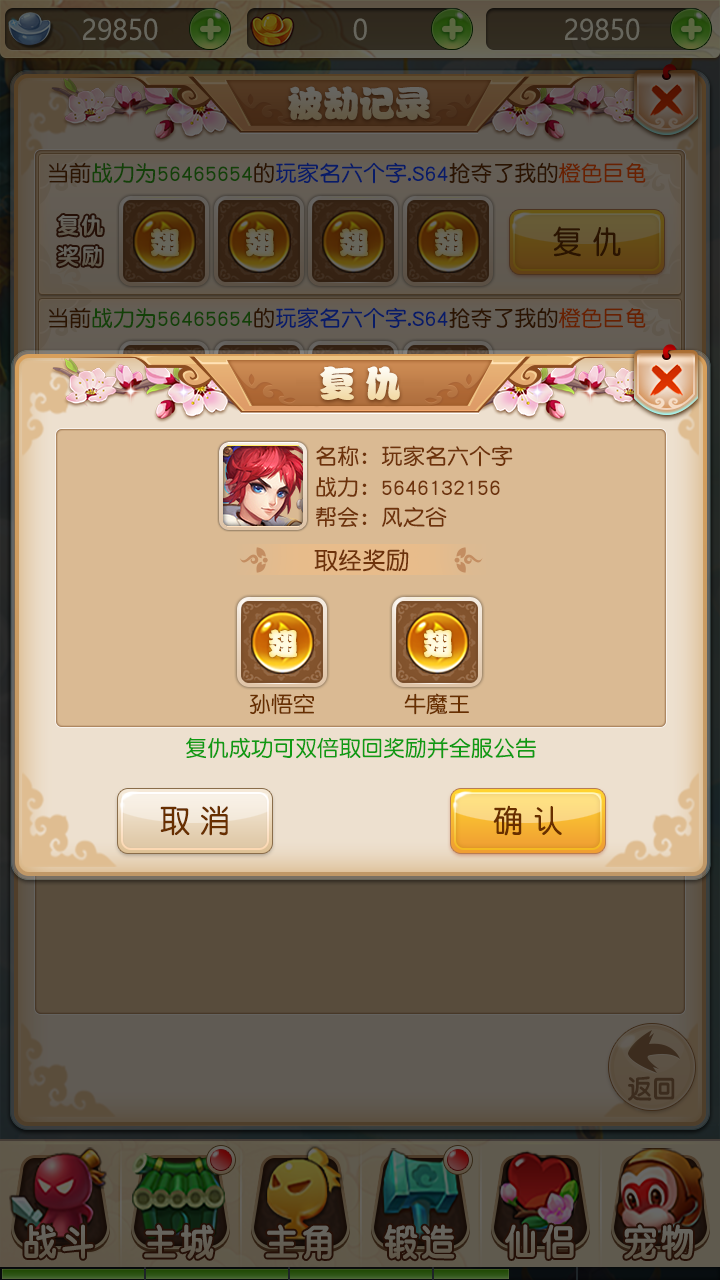 29850
0
29850
被劫记录
当前战力为56465654的玩家名六个字.S64抢夺了我的橙色巨龟
复仇
奖励
翅
翅
翅
翅
复仇
当前战力为56465654的玩家名六个字.S64抢夺了我的橙色巨龟
复仇
名称：玩家名六个字
战力：5646132156
帮会：风之谷
取经奖励
翅
翅
孙悟空
牛魔王
复仇成功可双倍取回奖励并全服公告
取消
确认
返回
战斗
主城
主角
锻造
仙侣
宠物